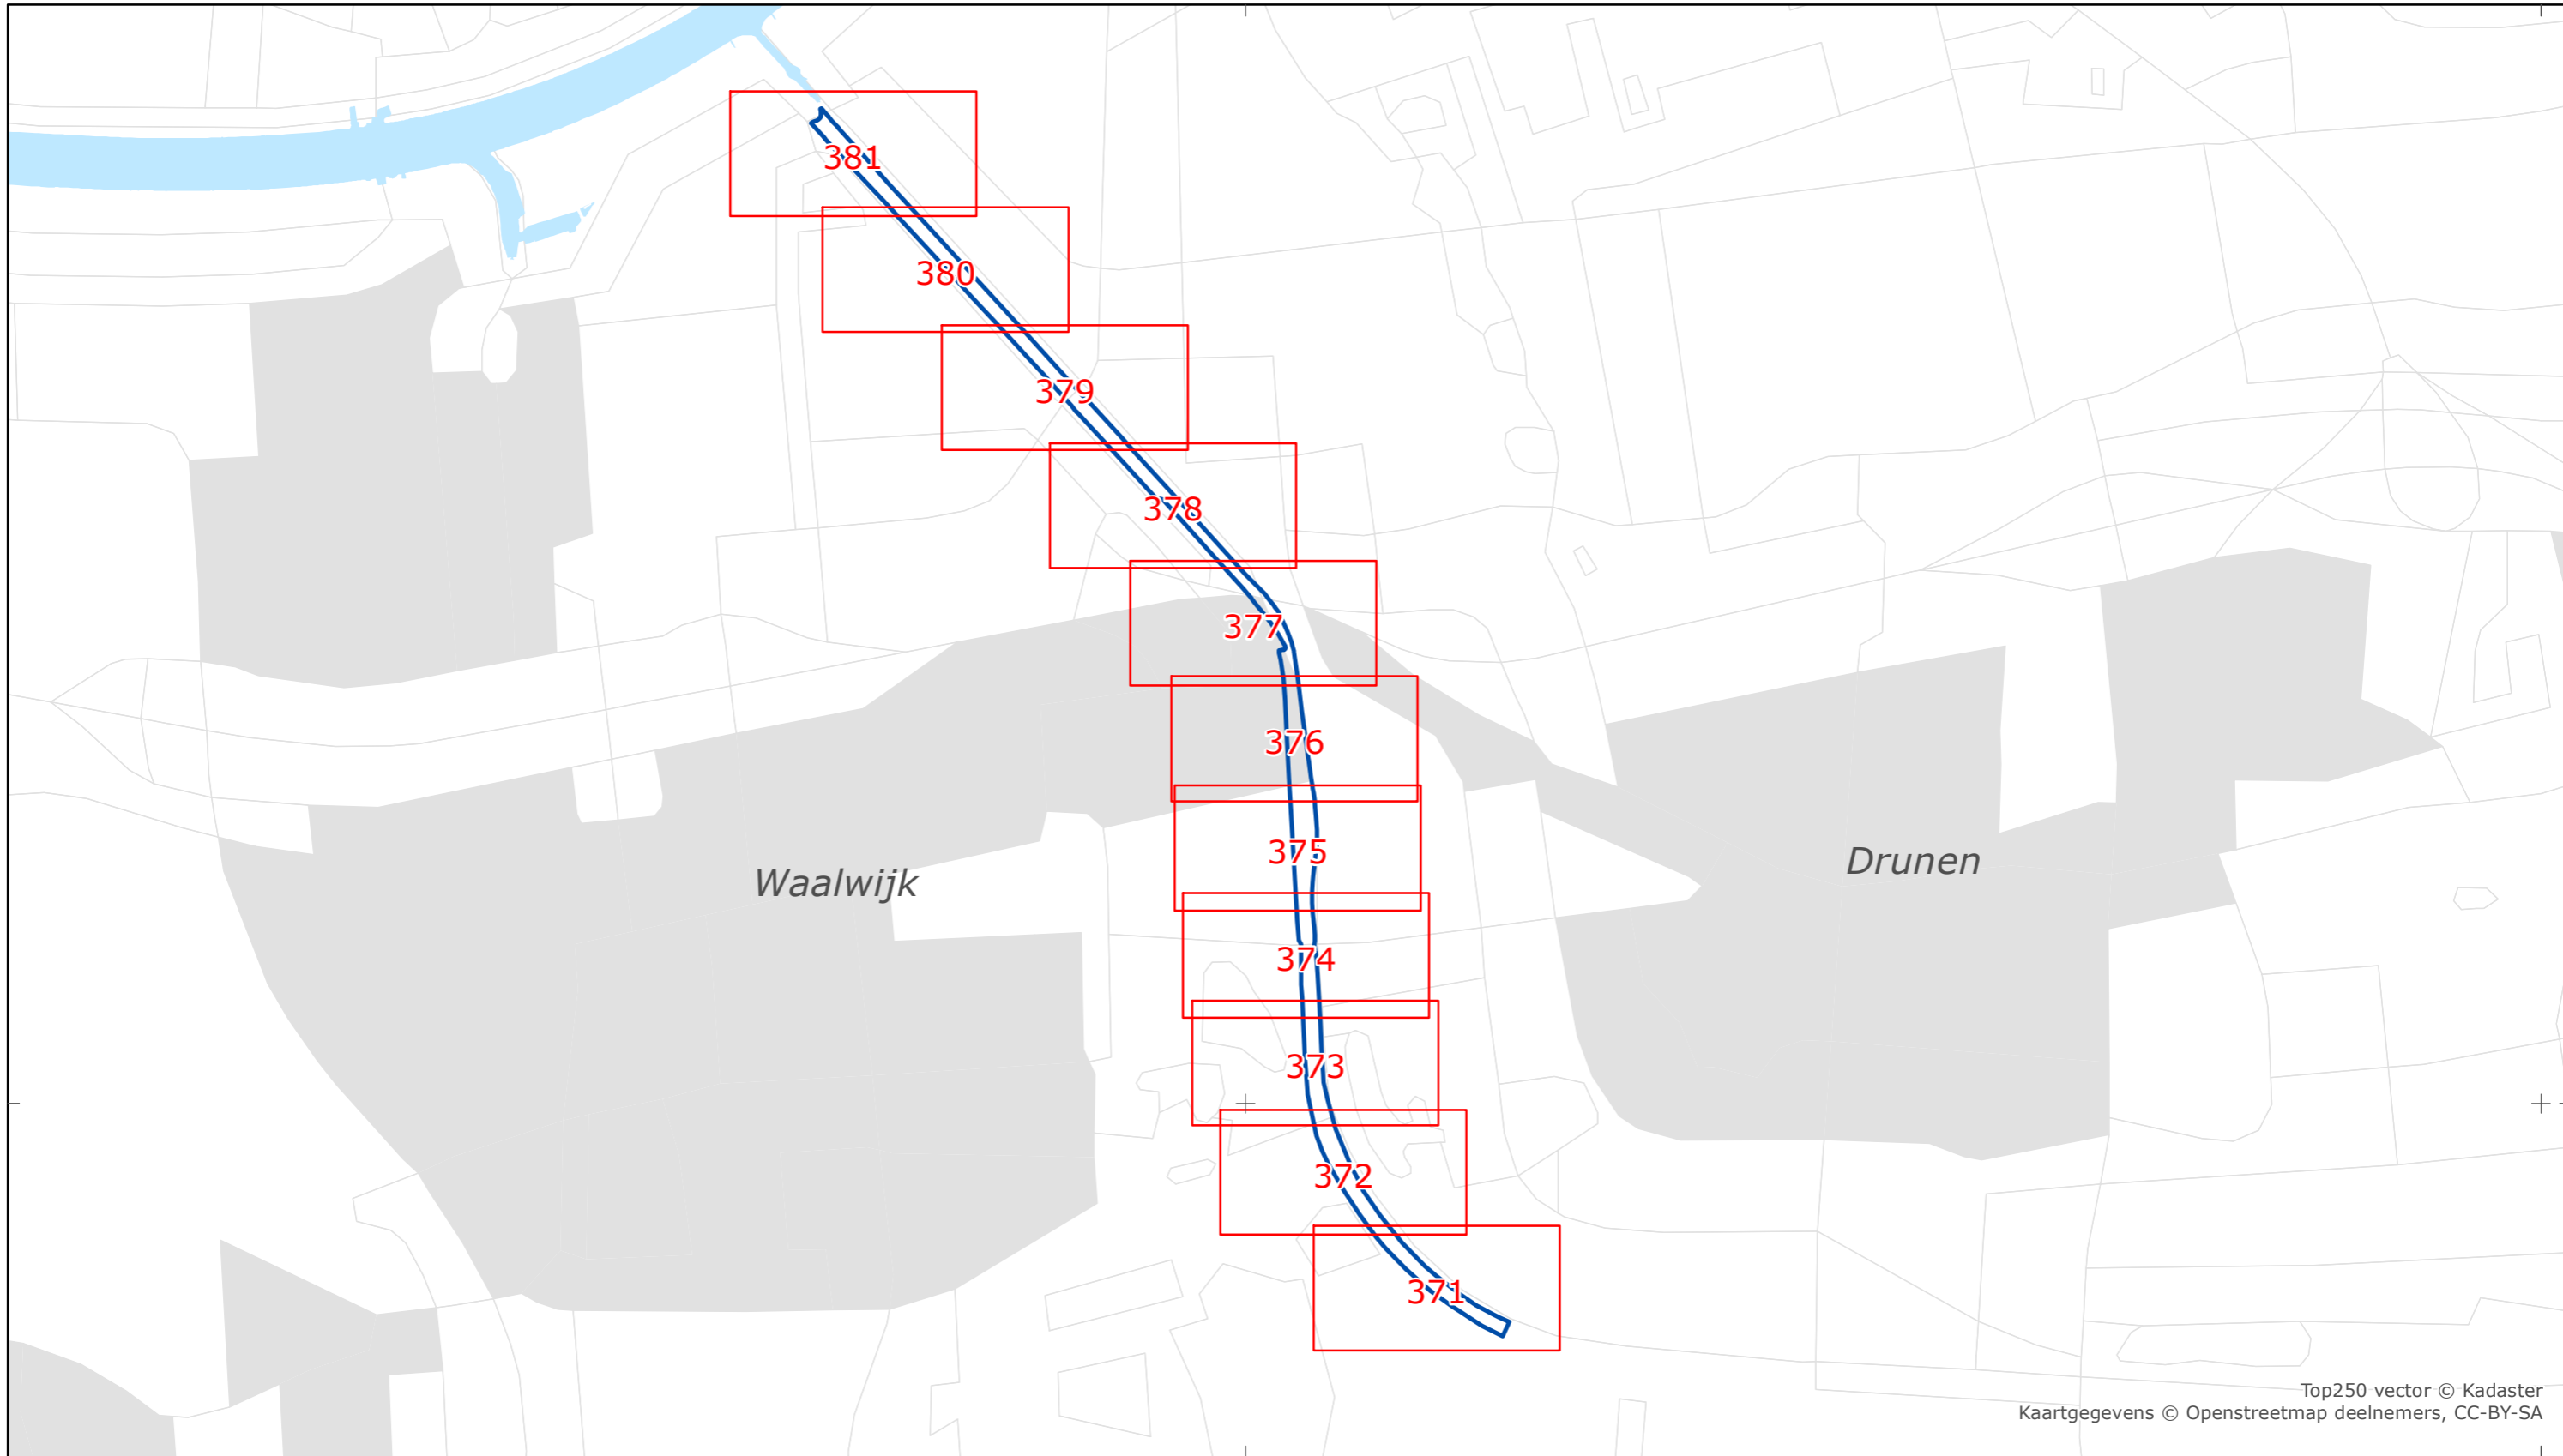 381
380
379
378
377
376
375
Waalwijk
Drunen
374
373
372
371
Top250 vector © Kadaster
Kaartgegevens © Openstreetmap deelnemers, CC-BY-SA